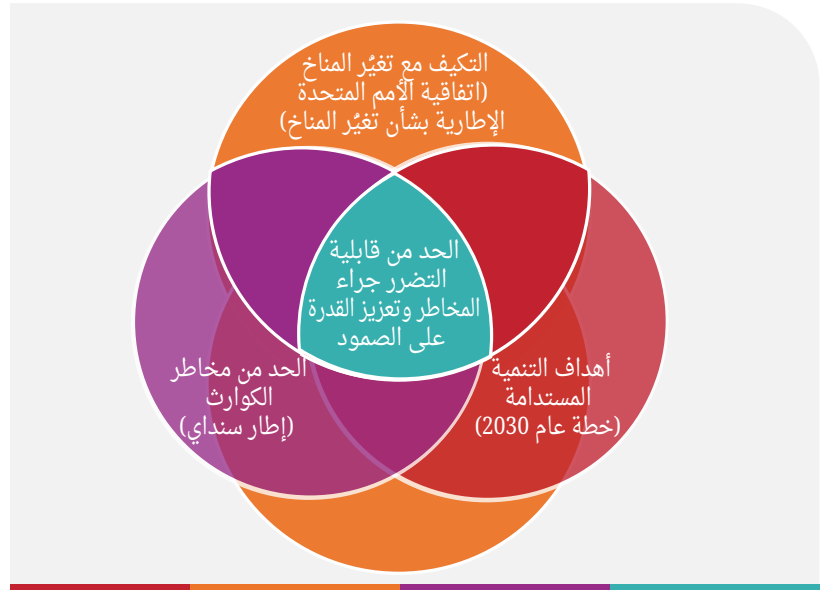 التكيف مع تغيُر المناخ
(اتفاقية الأمم المتحدة
الإطارية بشأن تغيُر المناخ)
الحد من قابلية
التضرر جراء
المخاطر وتعزيز القدرة
على الصمود
أهداف التنمية
المستدامة
(خطة عام 2030)
الحد من مخاطر
الكوارث
(إطار سنداي)